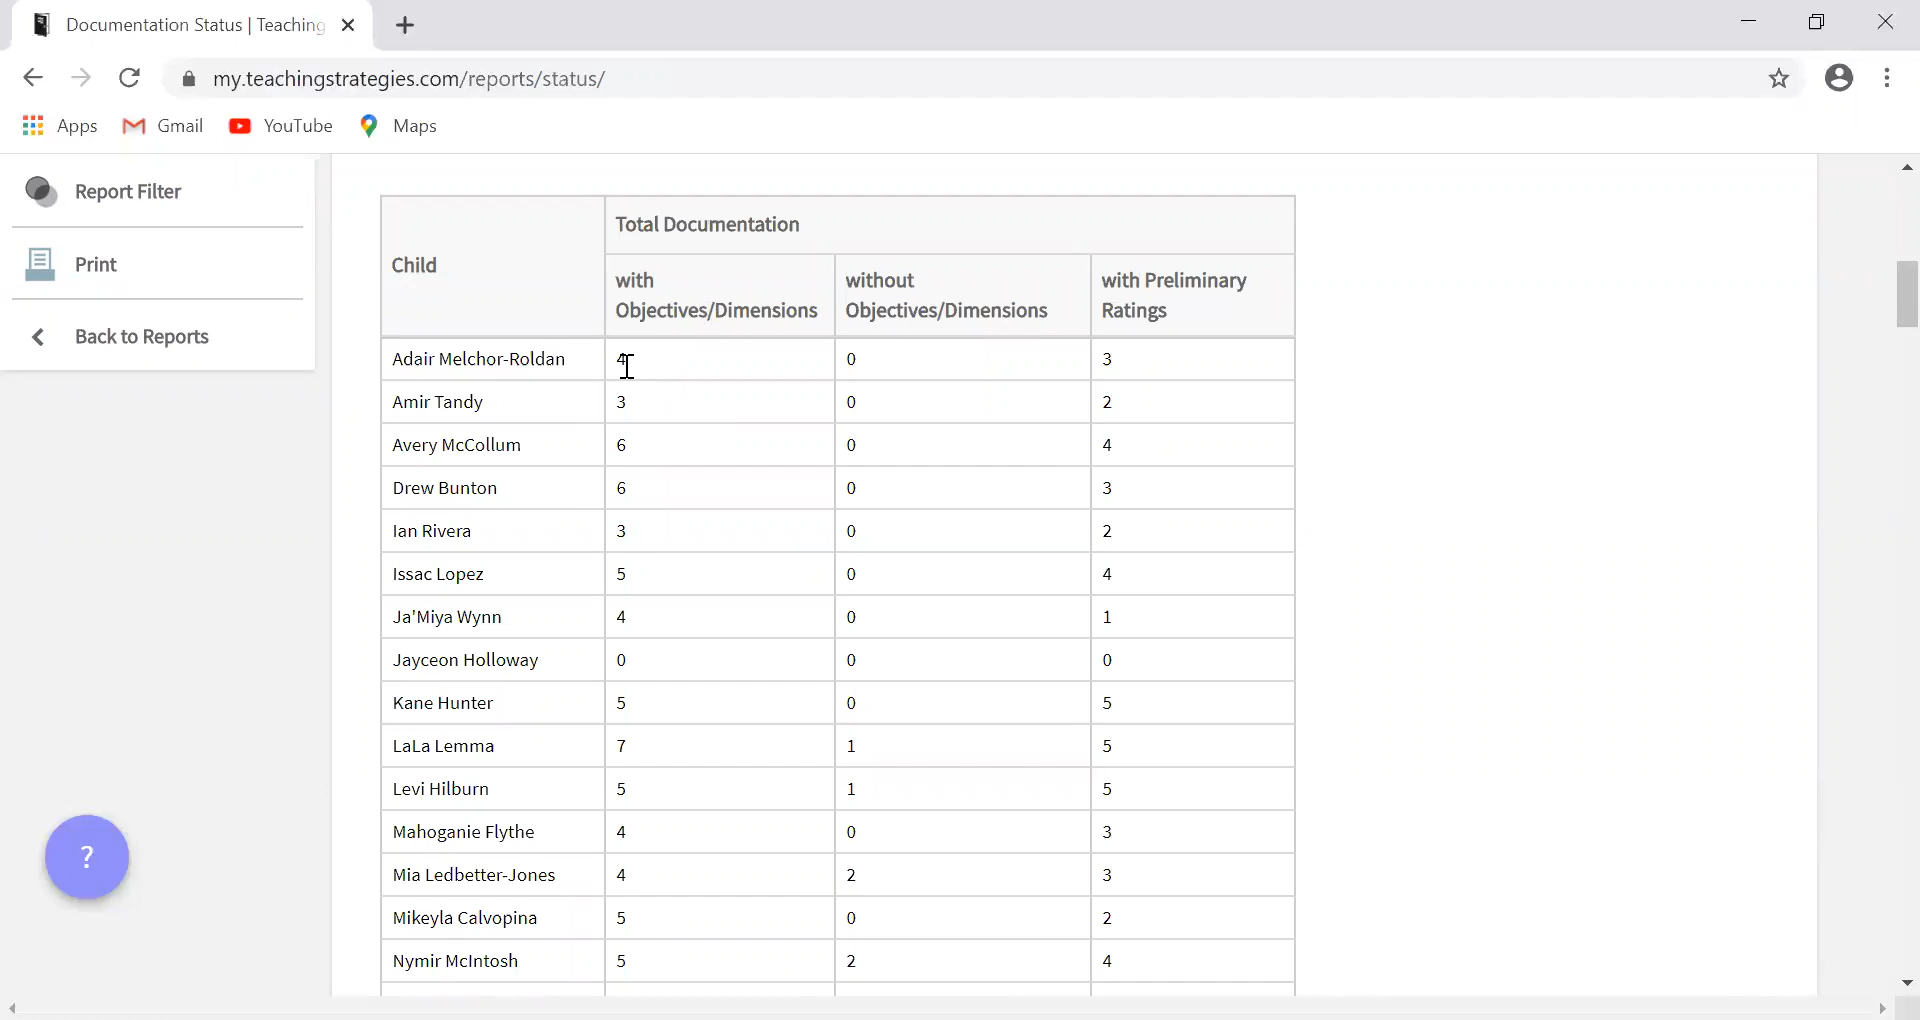 Documentation Status | Teaching
my.teachingstrategies.com/reports/status/
Apps Gmail YouTube Maps
Report Filter
Print
Back to Reports
?
Child
Total Documentation
with Objectives/Dimensions
without Objectives/Dimensions
with Preliminary Ratings
Adair Melchor-Roldan 4 0 3
Amir Tandy 3 0 2
Avery McCollum 6 0 4
Drew Bunton 6 0 3
Ian Rivera 3 0 2
Issac Lopez 5 0 4
Ja'Miya Wynn 4 0 1
Jayceon Holloway 0 0 0
Kane Hunter 5 0 5
LaLa Lemma 7 1 5
Levi Hilburn 5 1 5
Mahoganie Flythe 4 0 3
Mia Ledbetter-Jones 4 2 3
Mikeyla Calvopina 5 0 2
Nymir McIntosh 5 2 4